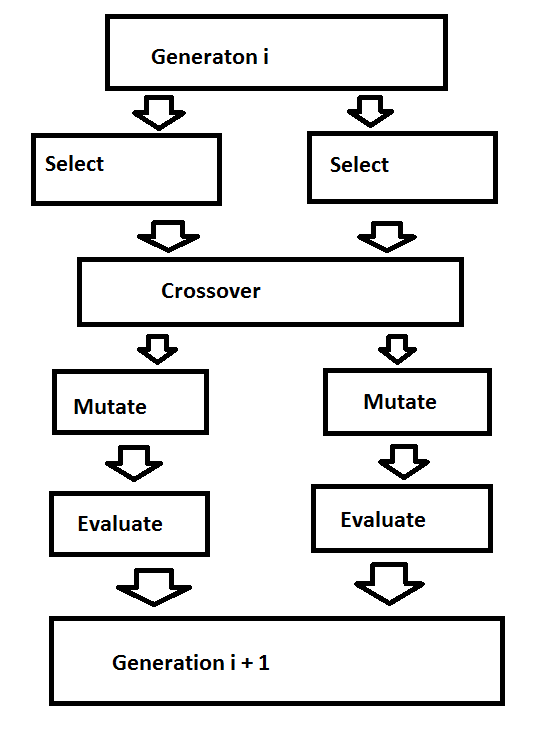 Generaton i
Select
Select
Crossover
Mutate
Mutate
Evaluate
Evaluate
Generation i + 1